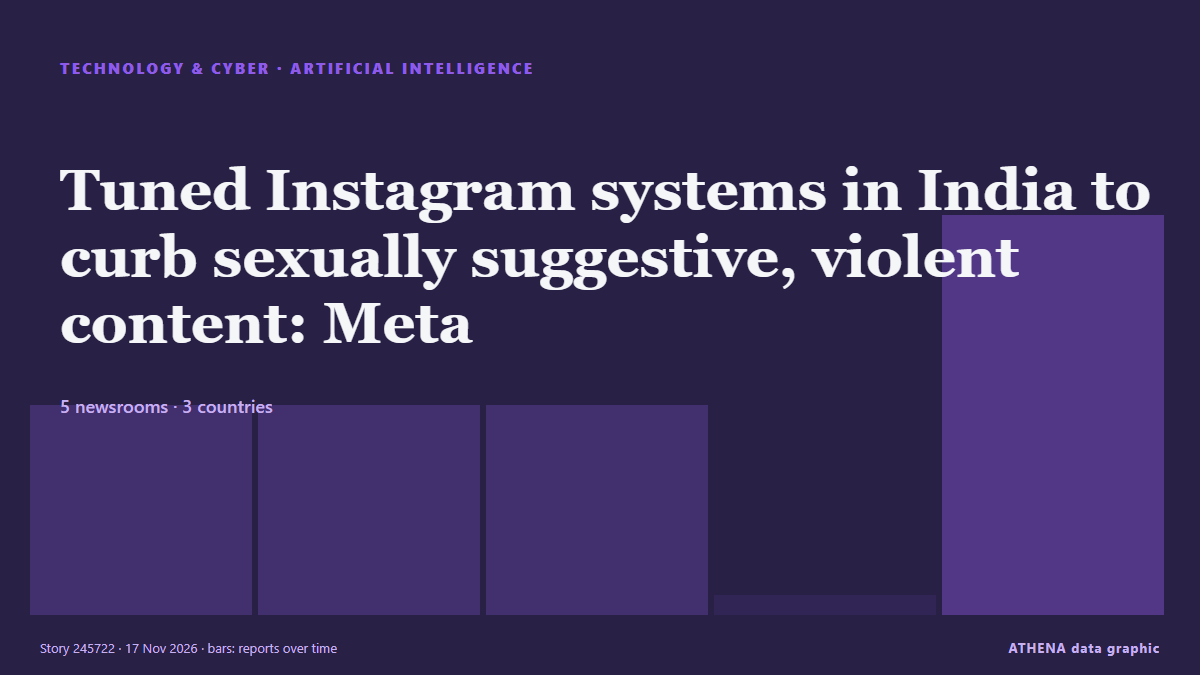 TECHNOLOGY & CYBER · ARTIFICIAL INTELLIGENCE
Tuned Instagram systems in India to
curb sexually suggestive, violent
content: Meta
5 newsrooms · 3 countries
Story 245722 · 17 Nov 2026 · bars: reports over time
ATHENA data graphic